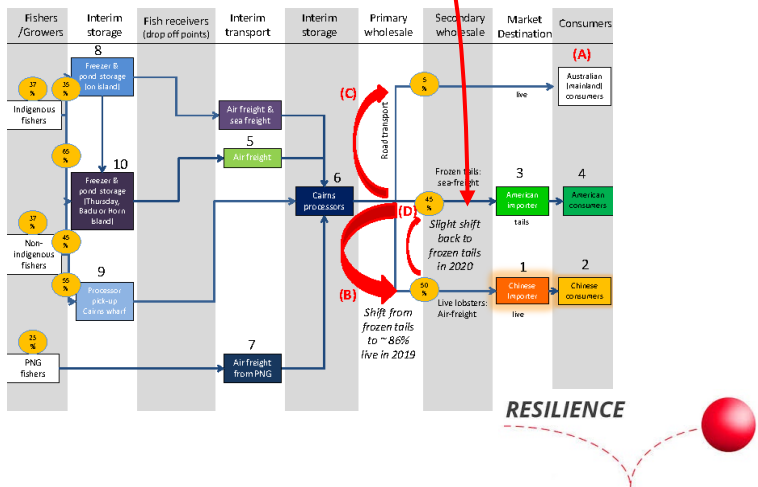 Fishers
/Growers
Interim
storage
Fish receivers
(drop off points)
Interim
transport
Interim
storage
Primary
wholesale
Secondary
wholesale
Market
Destination
Consumers
8
Freezer &
pond storage
(on island)
37
%
35
%
Indigenous
fishers
65
%
10
Freezer &
pond storage
(Thursday,
Badu or Horn
Island)
37
%
Non-
indigenous
fishers
45
%
55
%
9
Processor
pick-up
Cairns wharf
25
%
PNG
fishers
Air freight &
sea freight
5
Air freight
7
Air freight
from PNG
6
Cairns
processors
(C)
Road transport
(D)
(B)
Shift from
frozen tails
to ~ 86%
live in 2019
5
%
live
(A)
Australian
(mainland)
consumers
Frozen tails:
sea-freight
45
%
Slight shift
back to
frozen tails
in 2020
3
American
importer
tails
4
American
consumers
50
%
Live lobsters:
Air-freight
1
Chinese
importer
live
2
Chinese
consumers
RESILIENCE